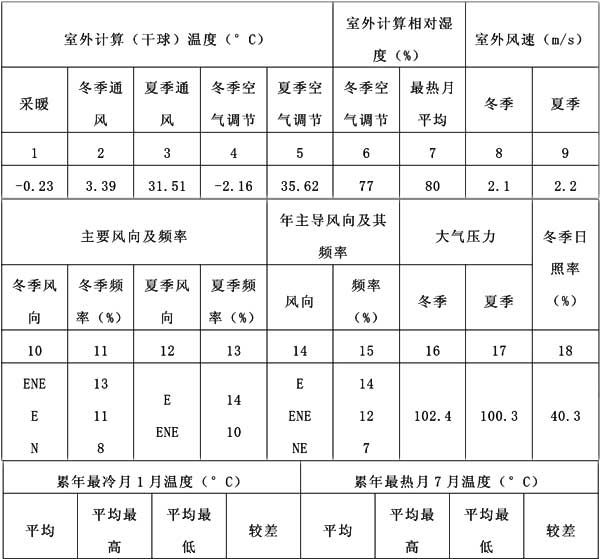 室外计算（干球）温度（°C） 室外计算相对湿度（%） 室外风速（m/s）
采暖 冬季通风 夏季通风 冬季空气调节 夏季空气调节 冬季空气调节 最热月平均 冬季 夏季
1 2 3 4 5 6 7 8 9
-0.23 3.39 31.51 -2.16 35.62 77 80 2.1 2.2
主要风向及频率 年主导风向及其频率 大气压力 冬季日照率（%）
冬季风向 冬季频率（%） 夏季风向 夏季频率（%） 风向 频率（%） 冬季 夏季
10 11 12 13 14 15 16 17 18
ENE 13 E 14
E 11 E 14 ENE 12 102.4 100.3 40.3
N 8 ENE 10 NE 7
累年最冷月1月温度（°C） 累年最热月7月温度（°C）
平均 平均最高 平均最低 较差 平均 平均最高 平均最低 较差